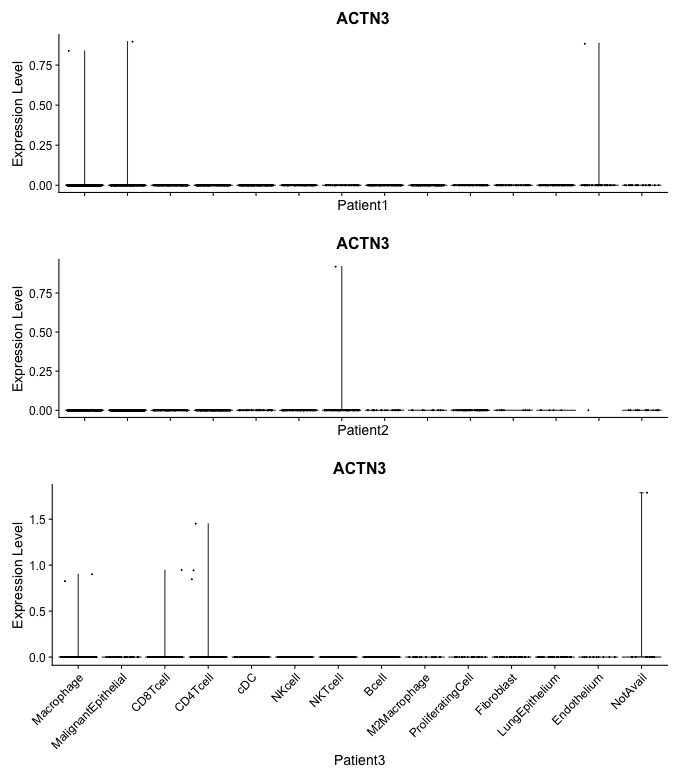 ACTN3
Expression Level
0.75
0.50
0.25
0.00
Patient1
ACTN3
Expression Level
0.75
0.50
0.25
0.00
Patient2
ACTN3
Expression Level
1.5
1.0
0.5
0.0
Macrophage
MalignantEpithelial
CD8Tcell
CD4Tcell
cDC
NKcell
NKTcell
Bcell
M2Macrophage
ProliferatingCell
Fibroblast
LungEpithelium
Endothelium
NotAvail
Patient3